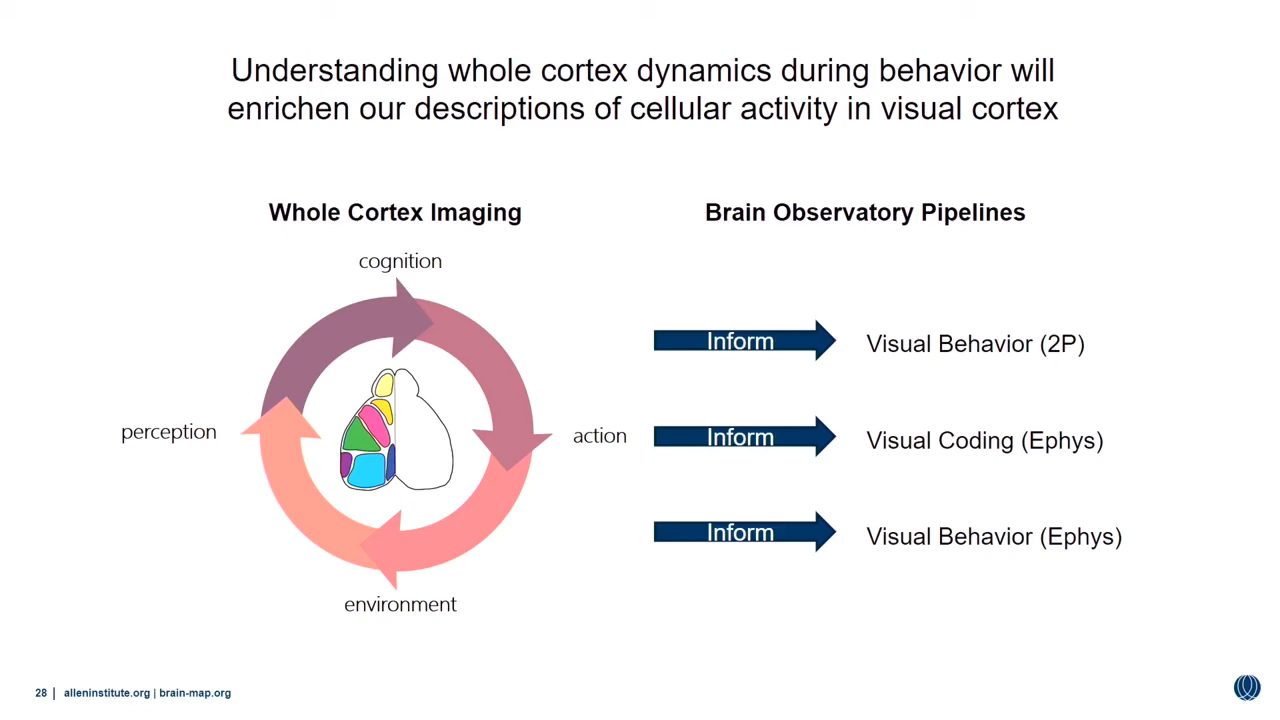 Understanding whole cortex dynamics during behavior will
enrichen our descriptions of cellular activity in visual cortex
Whole Cortex Imaging
cognition
perception
action
environment
Brain Observatory Pipelines
Inform
Visual Behavior (2P)
Inform
Visual Coding (Ephys)
Inform
Visual Behavior (Ephys)
28 | alleninstitute.org | brain-map.org